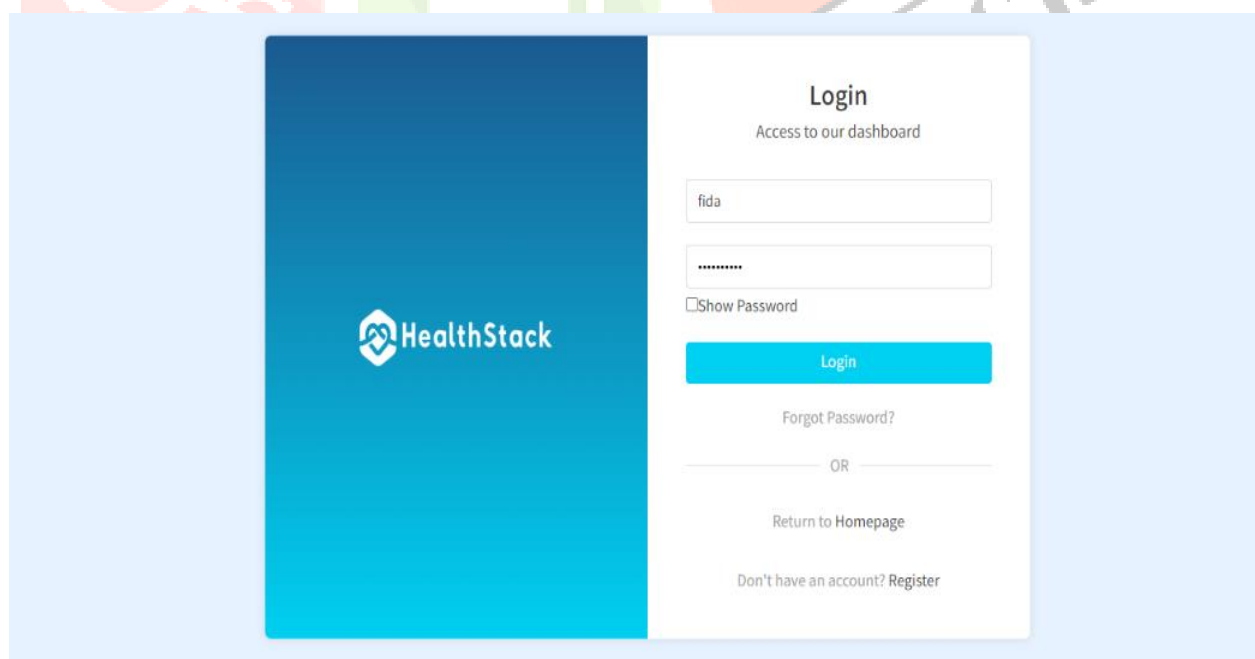 Login
Access to our dashboard
fida
••••••••••
Show Password
HealthStack
Login
Forgot Password?
OR
Return to Homepage
Don't have an account? Register